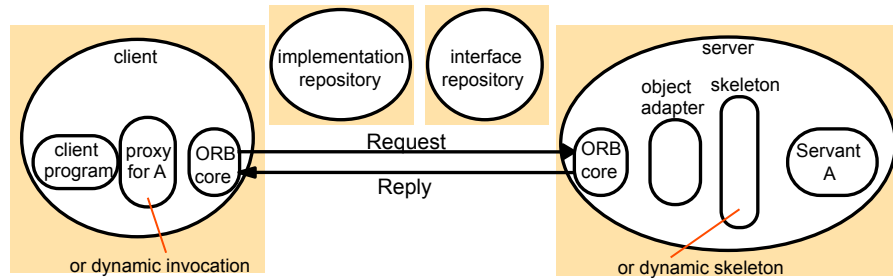 client
implementation
repository
interface
repository
server
object
adapter
skeleton
client
program
proxy
for A
ORB
core
Request
Reply
ORB
core
Servant
A
or dynamic invocation
or dynamic skeleton